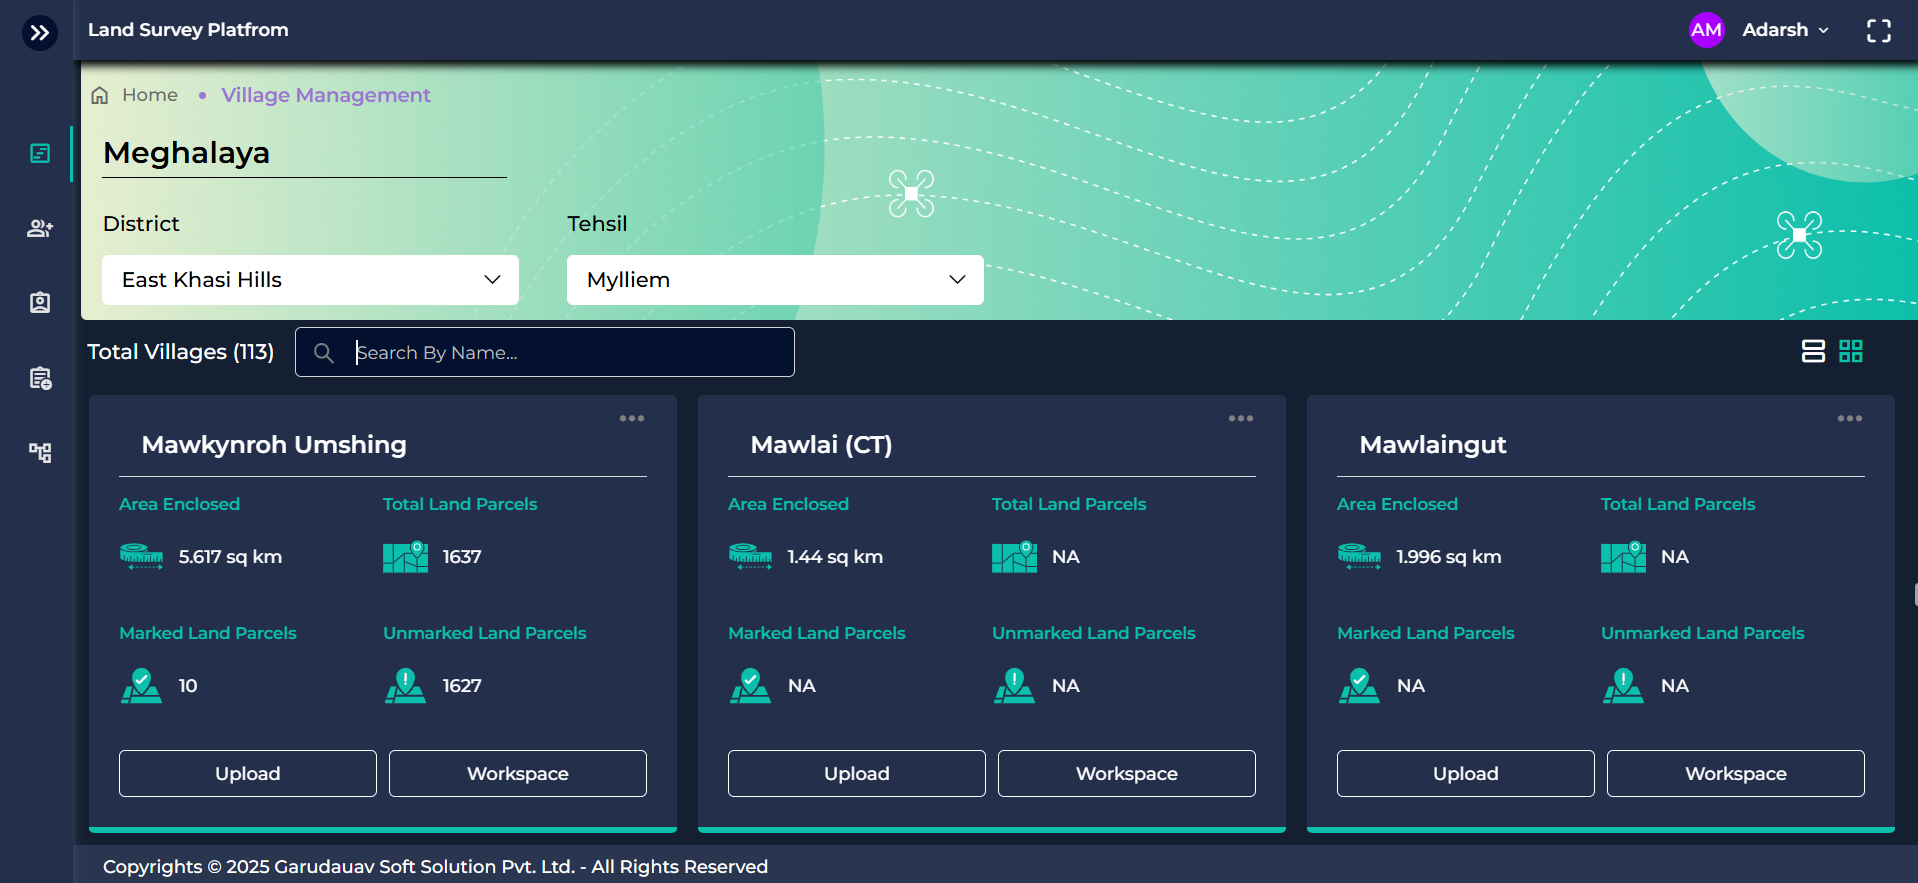 Land Survey Platfrom
AM Adarsh
Home • Village Management
Meghalaya
District Tehsil
East Khasi Hills Mylliem
Total Villages (113) Search By Name...
Mawkynroh Umshing
Area Enclosed Total Land Parcels
5.617 sq km 1637
Marked Land Parcels Unmarked Land Parcels
10 1627
Upload Workspace
Mawlai (CT)
Area Enclosed Total Land Parcels
1.44 sq km NA
Marked Land Parcels Unmarked Land Parcels
NA NA
Upload Workspace
Mawlaingut
Area Enclosed Total Land Parcels
1.996 sq km NA
Marked Land Parcels Unmarked Land Parcels
NA NA
Upload Workspace
Copyrights © 2025 Garudauav Soft Solution Pvt. Ltd. - All Rights Reserved